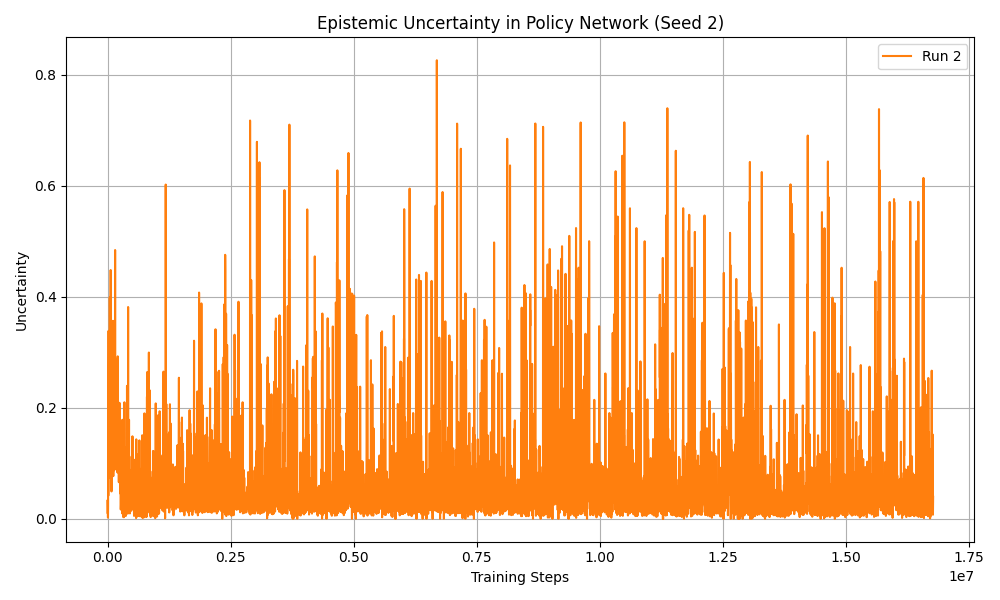 Epistemic Uncertainty in Policy Network (Seed 2)
Run 2
Uncertainty
0.8
0.6
0.4
0.2
0.0
0.00 0.25 0.50 0.75 1.00 1.25 1.50 1.75
1e7
Training Steps